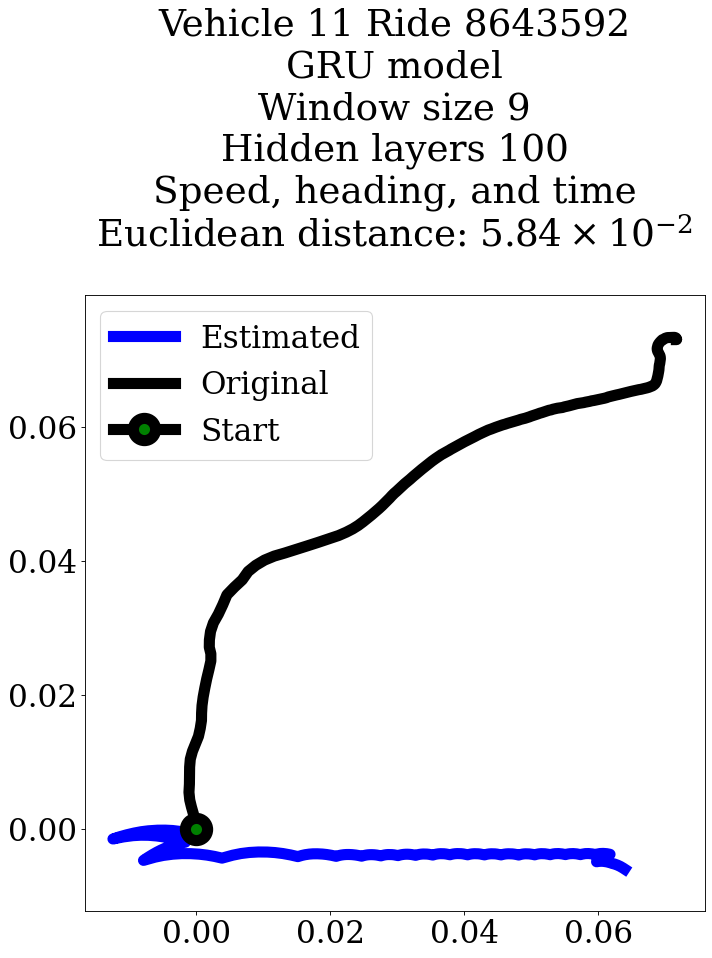 Vehicle 11 Ride 8643592
GRU model
Window size 9
Hidden layers 100
Speed, heading, and time
Euclidean distance: 5.84 × 10⁻²
Estimated
Original
Start
0.06
0.04
0.02
0.00
0.00 0.02 0.04 0.06